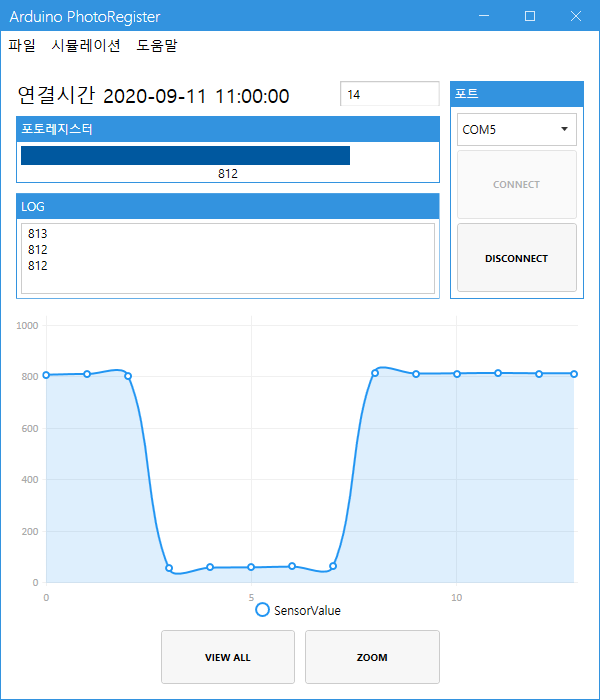 Arduino PhotoRegister
파일 시뮬레이션 도움말
연결시간 2020-09-11 11:00:00
14
포트
포토레지스터
812
COM5
CONNECT
DISCONNECT
LOG
813
812
812
1000
800
600
400
200
0
0 5 10
SensorValue
VIEW ALL ZOOM